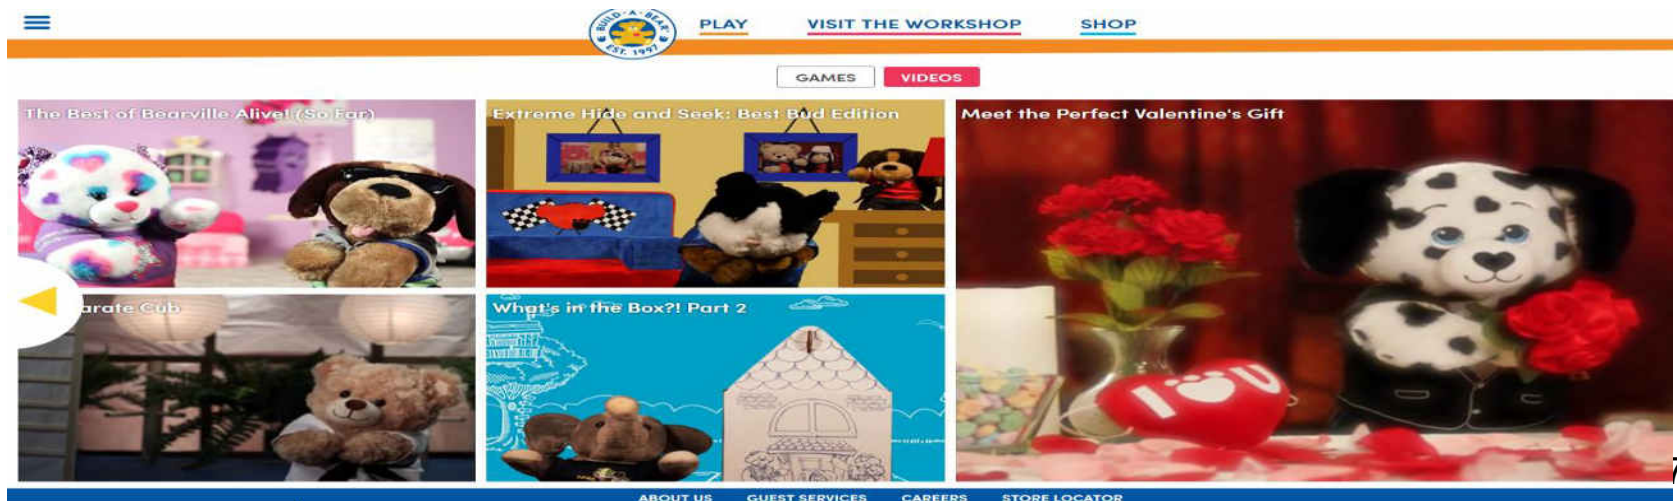 BUILD-A-BEAR
EST. 1997
PLAY
VISIT THE WORKSHOP
SHOP
GAMES
VIDEOS
The Best of Bearville Alive! (So Far)
Extreme Hide and Seek: Best Bud Edition
Meet the Perfect Valentine's Gift
arate Cub
What's in the Box?! Part 2
I U
ABOUT US
GUEST SERVICES
CAREERS
STORE LOCATOR
7